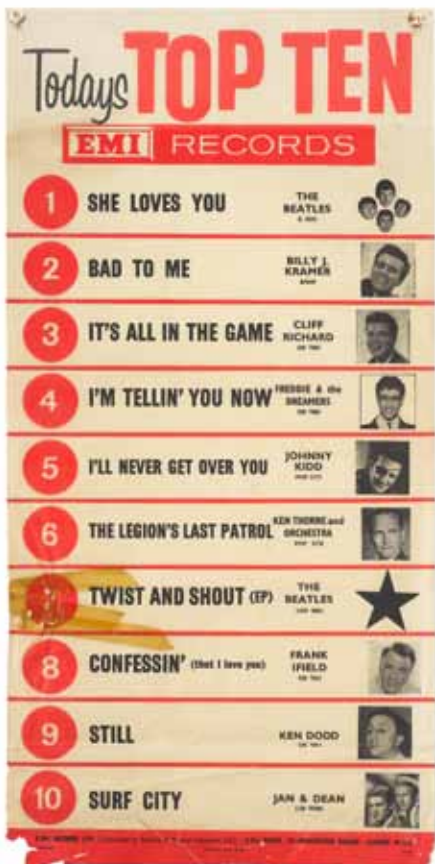 Todays TOP TEN
EMI RECORDS
1 SHE LOVES YOU THE
BEATLES
2 BAD TO ME BILLY J.
KRAMER
3 IT'S ALL IN THE GAME CLIFF
RICHARD
4 I'M TELLIN' YOU NOW FREDDIE & the
DREAMERS
5 I'LL NEVER GET OVER YOU JOHNNY
KIDD
6 THE LEGION'S LAST PATROL KEN THORNE and
ORCHESTRA
TWIST AND SHOUT (EP) THE
BEATLES
8 CONFESSIN' (that I love you) FRANK
IFIELD
9 STILL KEN DODD
10 SURF CITY JAN & DEAN